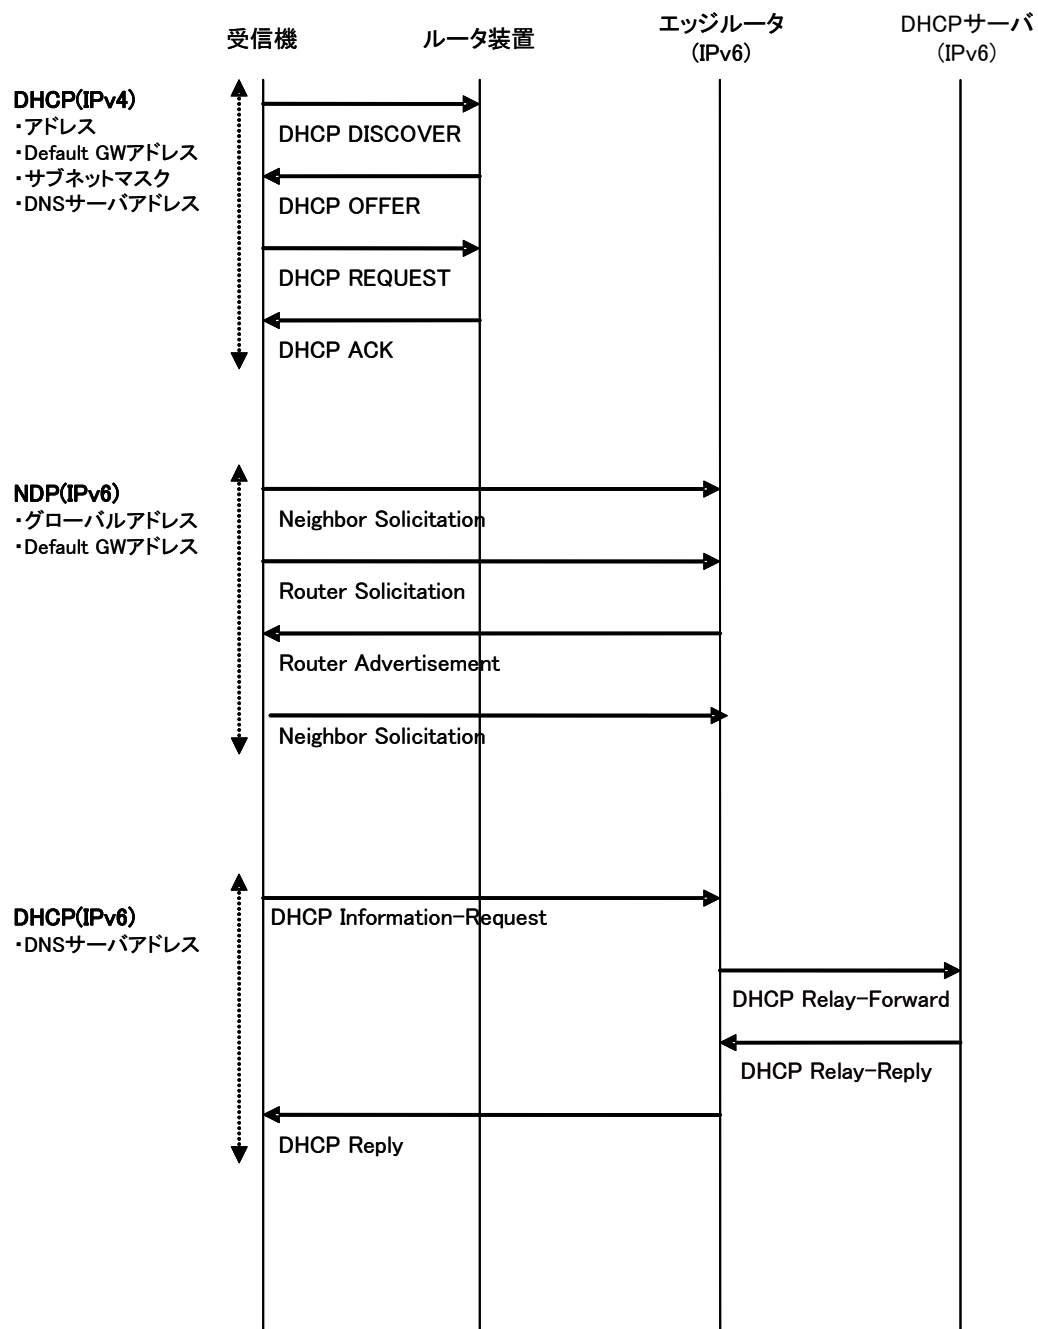 受信機
ルータ装置
エッジルータ
(IPv6)
DHCPサーバ
(IPv6)
DHCP(IPv4)
・アドレス
・Default GWアドレス
・サブネットマスク
・DNSサーバアドレス
DHCP DISCOVER
DHCP OFFER
DHCP REQUEST
DHCP ACK
NDP(IPv6)
・グローバルアドレス
・Default GWアドレス
Neighbor Solicitation
Router Solicitation
Router Advertisement
Neighbor Solicitation
DHCP(IPv6)
・DNSサーバアドレス
DHCP Information-Request
DHCP Relay-Forward
DHCP Relay-Reply
DHCP Reply